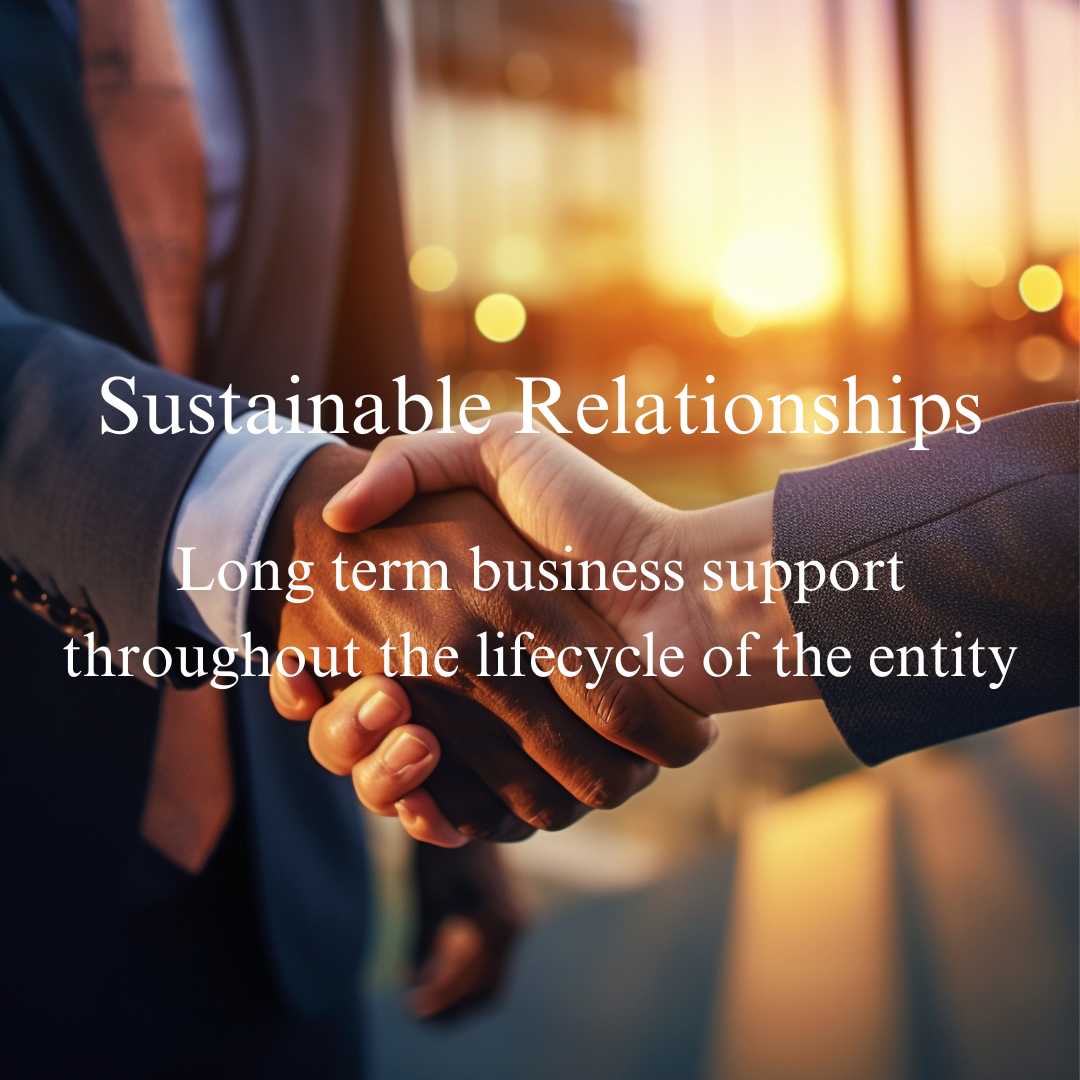 Sustainable Relationships
Long term business support
throughout the lifecycle of the entity